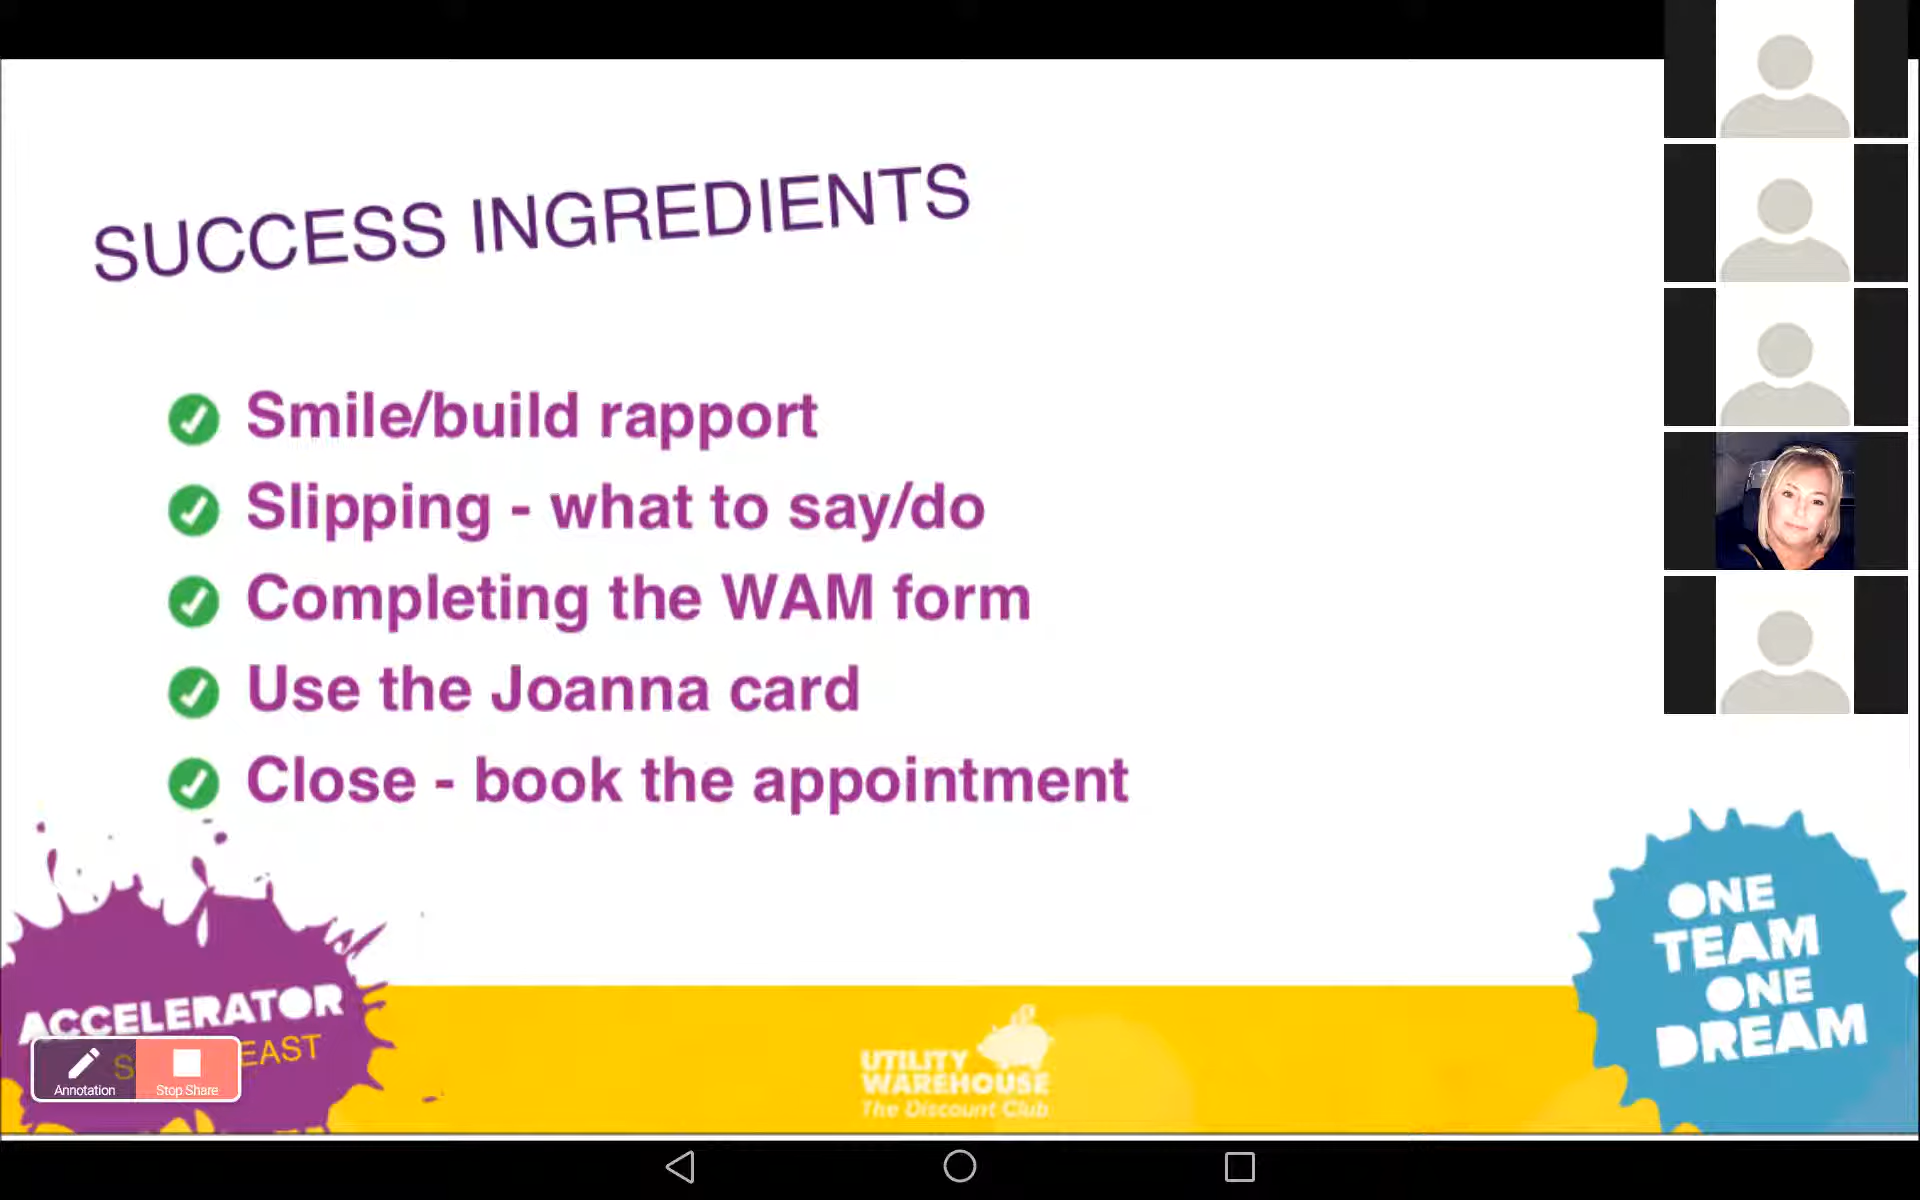 SUCCESS INGREDIENTS
Smile/build rapport
Slipping - what to say/do
Completing the WAM form
Use the Joanna card
Close - book the appointment
ACCELERATOR
EAST
Annotation
Stop Share
UTILITY
WAREHOUSE
The Discount Club
ONE
TEAM
ONE
DREAM